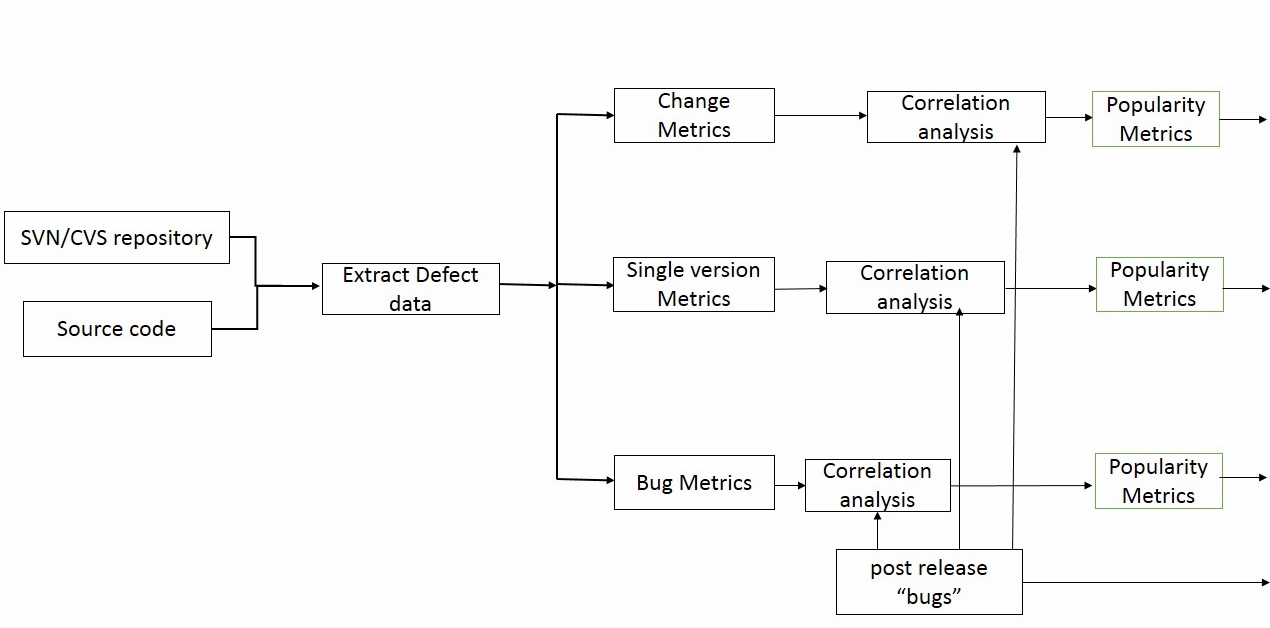 Change
Metrics
Correlation
analysis
Popularity
Metrics
SVN/CVS repository
Source code
Extract Defect
data
Single version
Metrics
Correlation
analysis
Popularity
Metrics
Bug Metrics
Correlation
analysis
Popularity
Metrics
post release
“bugs”